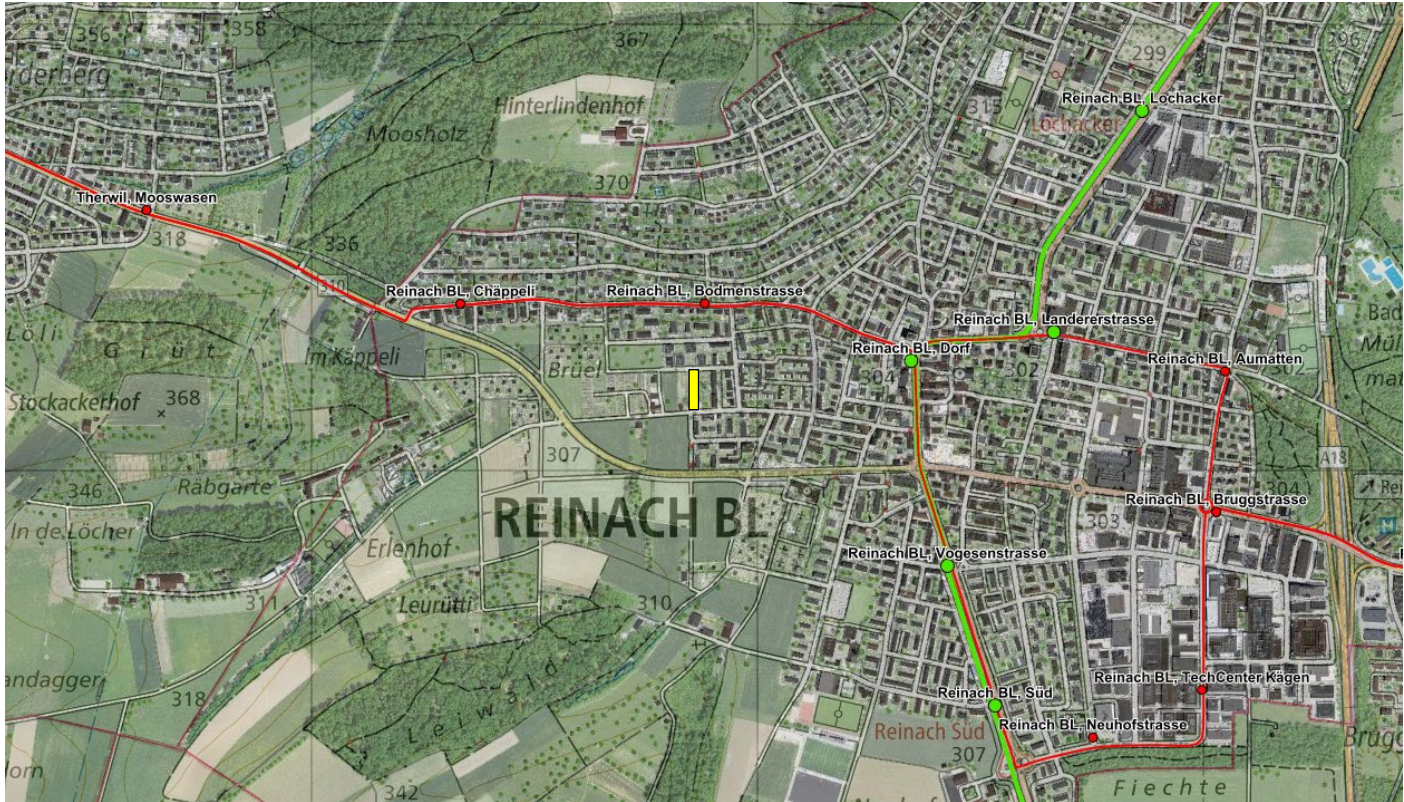 356
358
367
299
296
Hinterlindenhof
315
Reinach BL, Lochacker
Lochacker
Moosholz
370
Therwil, Mooswasen
318
336
310
Reinach BL, Chäppeli
Reinach BL, Bodmenstrasse
Reinach BL, Landererstrasse
Löli
Im Käppeli
Brüel
Reinach BL, Dorf
304
302
Reinach BL, Aumatten
302
Stockackerhof
368
307
A18
346
Räbgarte
304
In de Löcher
REINACH BL
303
Reinach BL, Bruggstrasse
Erlenhof
Reinach BL, Vogesenstrasse
311
Leurütti
310
318
Reinach BL, TechCenter Kägen
Reinach BL, Süd
Reinach BL, Neuhofstrasse
Reinach Süd
307
342
Fiechte